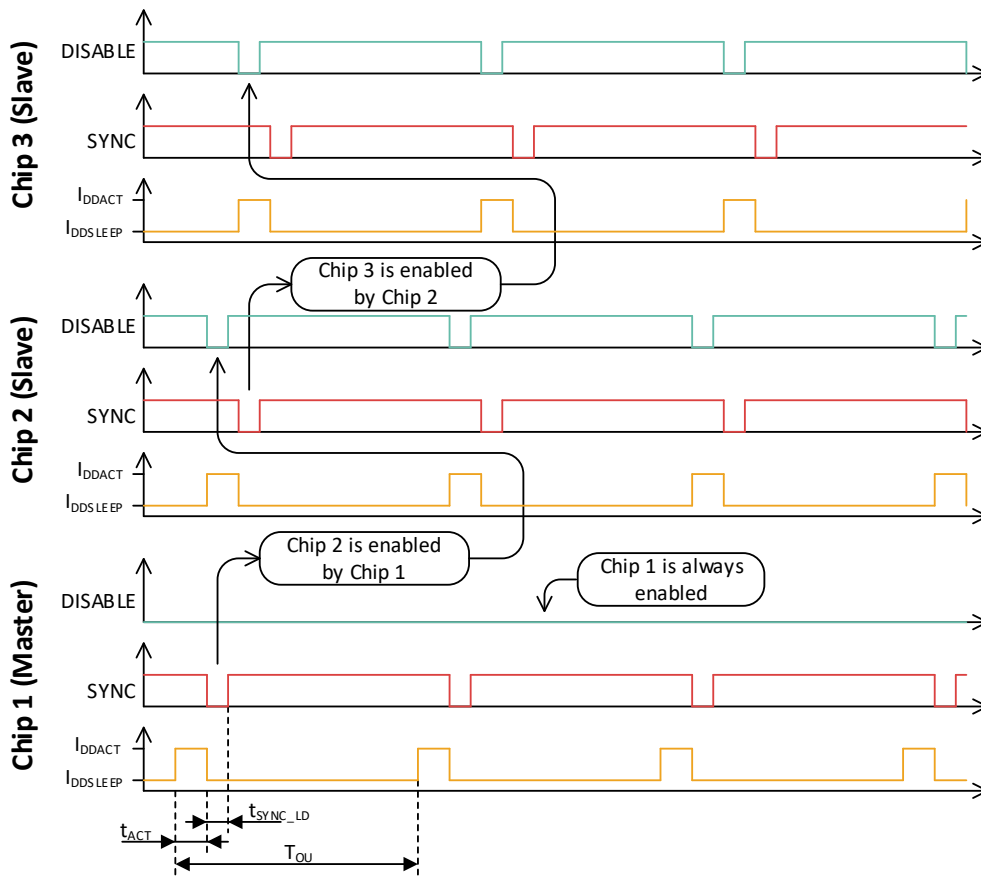 Chip 3 (Slave)
DISABLE
SYNC
IDDACT
IDDSLEEP
Chip 3 is enabled
by Chip 2
Chip 2 (Slave)
DISABLE
SYNC
IDDACT
IDDSLEEP
Chip 2 is enabled
by Chip 1
Chip 1 is always
enabled
Chip 1 (Master)
DISABLE
SYNC
IDDACT
IDDSLEEP
tSYNC_LD
tACT
TOU